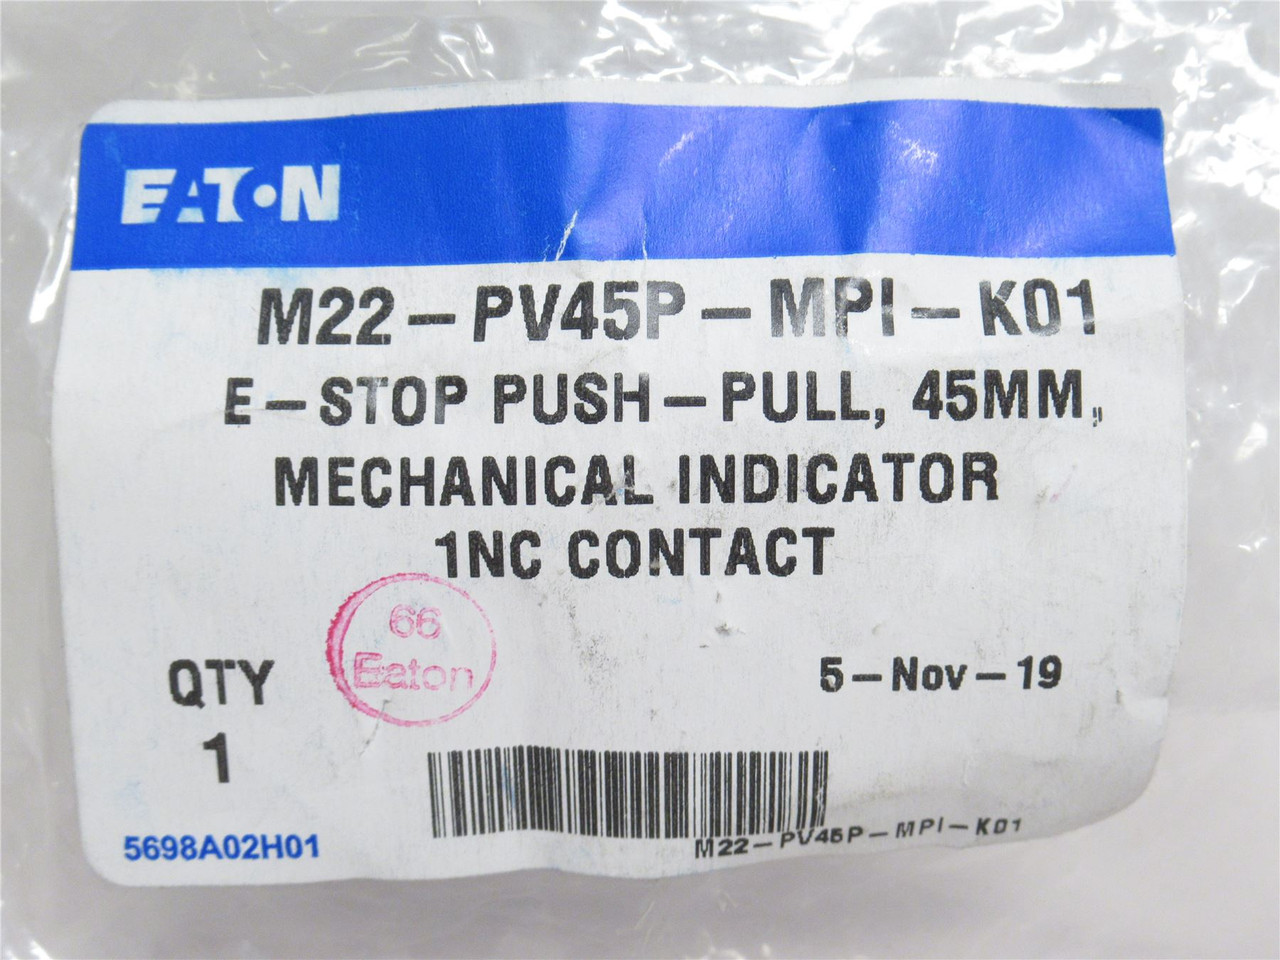 EATON
M22-PV45P-MPI-K01
E-STOP PUSH-PULL, 45MM,,
MECHANICAL INDICATOR
1NC CONTACT
66
Eaton
QTY
1
5-Nov-19
M22-PV45P-MPI-K01
5698A02H01